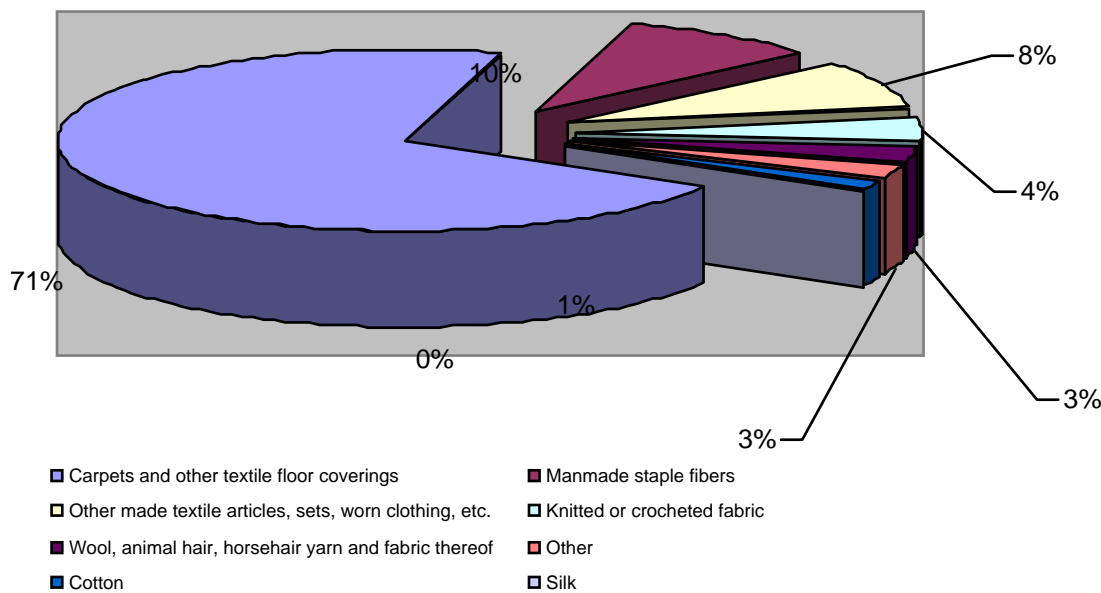 8%
10%
4%
71%
1%
0%
3%
3%
Carpets and other textile floor coverings
Manmade staple fibers
Other made textile articles, sets, worn clothing, etc.
Knitted or crocheted fabric
Wool, animal hair, horsehair yarn and fabric thereof
Other
Cotton
Silk